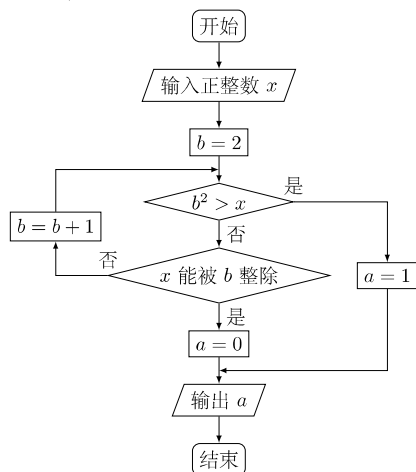 开始
输入正整数 x
b = 2
是
b² > x
b = b + 1
否
否
x 能被 b 整除
a = 1
是
a = 0
输出 a
结束